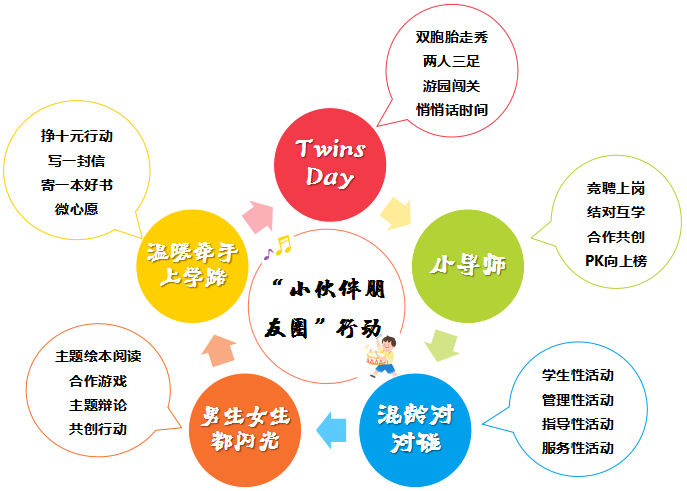 双胞胎走秀
两人三足
游园闯关
悄悄话时间
Twins
Day
竞聘上岗
结对互学
合作共创
PK向上榜
小导师
学生性活动
管理性活动
指导性活动
服务性活动
混龄对
对碰
主题绘本阅读
合作游戏
主题辩论
共创行动
男生女生
都闪光
挣十元行动
写一封信
寄一本好书
微心愿
温暖牵手
上学路
“小伙伴朋
友圈”行动